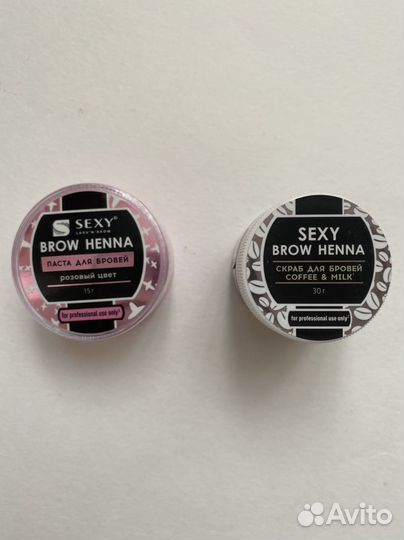 SEXY®
LASH'N'BROW
BROW HENNA
ПАСТА ДЛЯ БРОВЕЙ
розовый цвет
15 г
for professional use only!
SEXY
BROW HENNA
СКРАБ ДЛЯ БРОВЕЙ
COFFEE & MILK
30 г
for professional use only!
Avito